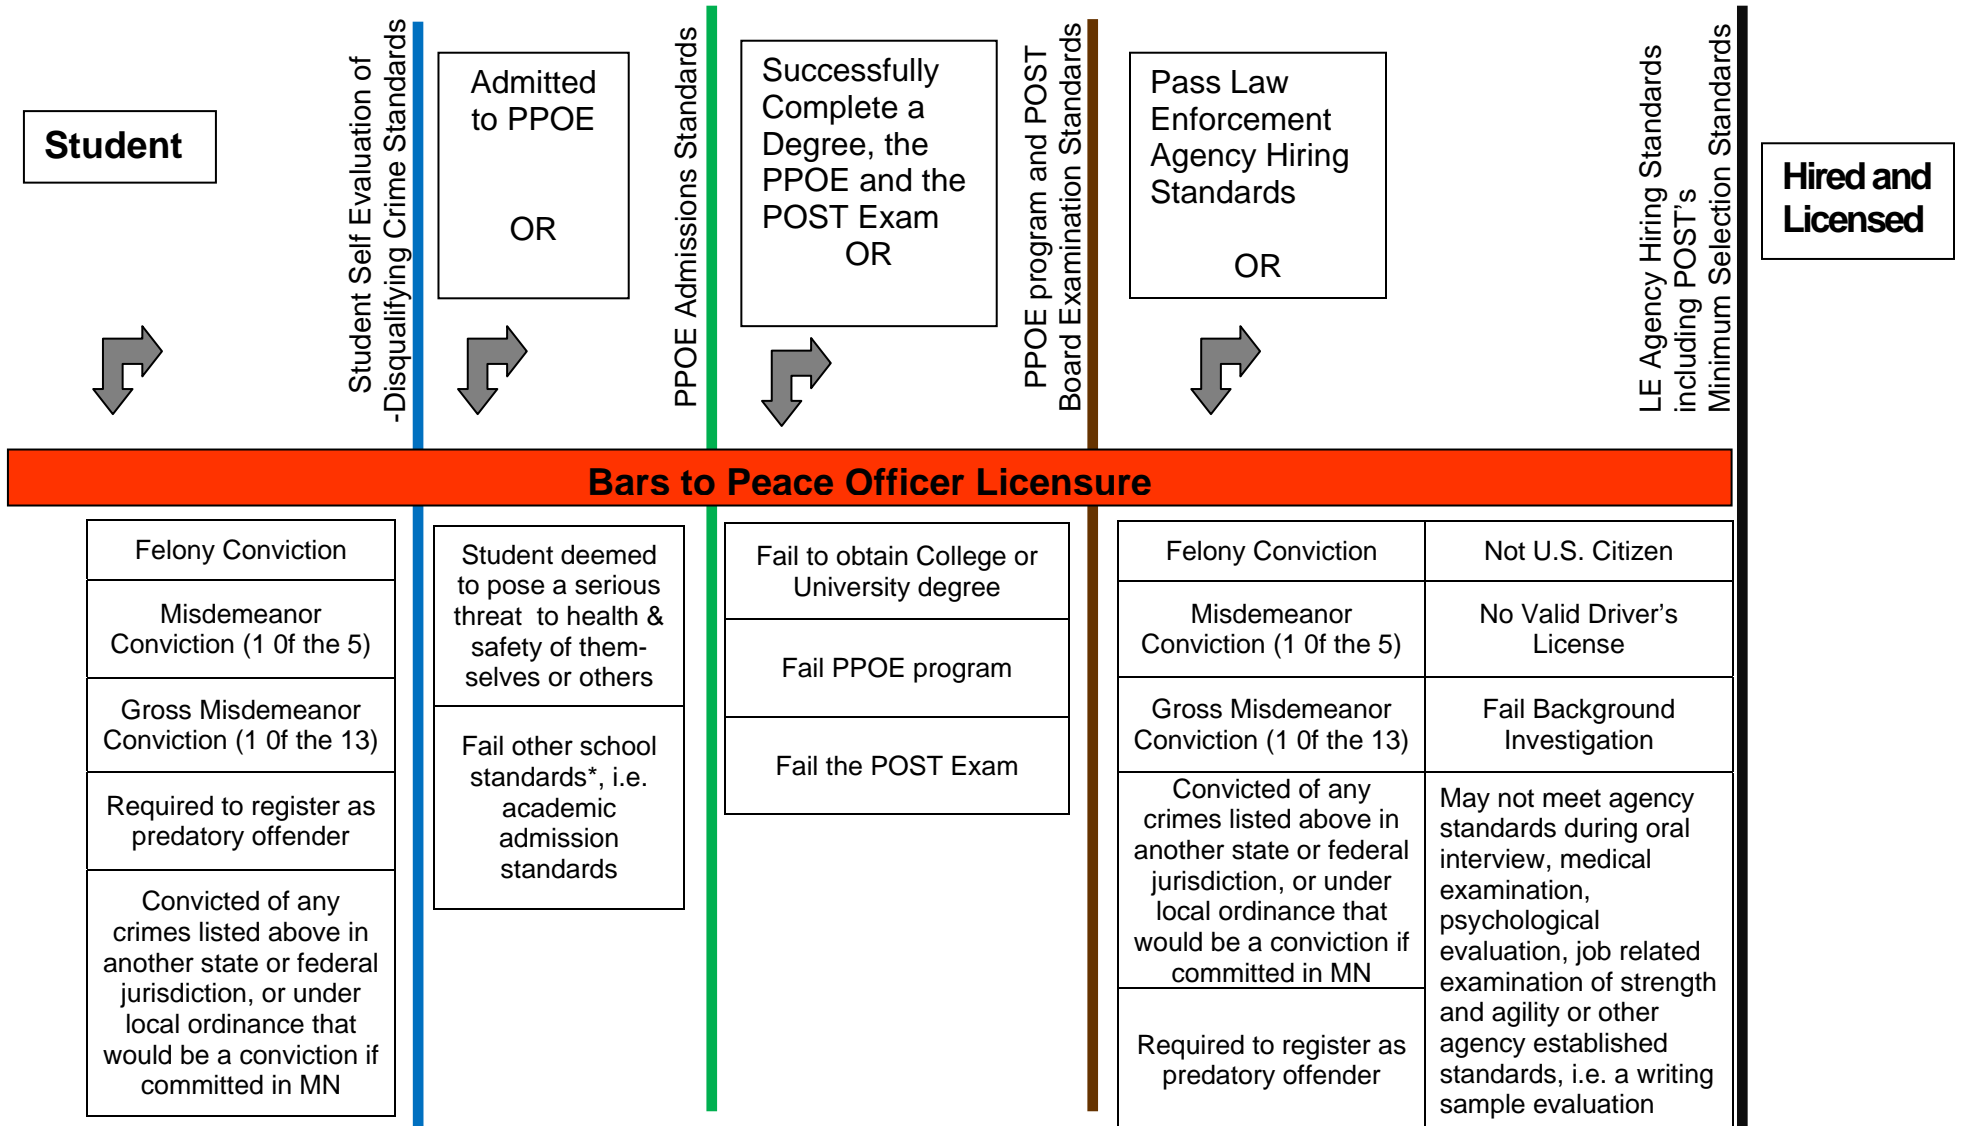 Student
Student Self Evaluation of
-Disqualifying Crime Standards
Admitted
to PPOE
OR
PPOE Admissions Standards
Successfully
Complete a
Degree, the
PPOE and the
POST Exam
OR
PPOE program and POST
Board Examination Standards
Pass Law
Enforcement
Agency Hiring
Standards
OR
LE Agency Hiring Standards
including POST's
Minimum Selection Standards
Hired and
Licensed
Bars to Peace Officer Licensure
Felony Conviction
Misdemeanor
Conviction (1 0f the 5)
Gross Misdemeanor
Conviction (1 0f the 13)
Required to register as
predatory offender
Convicted of any
crimes listed above in
another state or federal
jurisdiction, or under
local ordinance that
would be a conviction if
committed in MN
Student deemed
to pose a serious
threat to health &
safety of them-
selves or others
Fail other school
standards*, i.e.
academic
admission
standards
Fail to obtain College or
University degree
Fail PPOE program
Fail the POST Exam
Felony Conviction
Misdemeanor
Conviction (1 0f the 5)
Gross Misdemeanor
Conviction (1 0f the 13)
Convicted of any
crimes listed above in
another state or federal
jurisdiction, or under
local ordinance that
would be a conviction if
committed in MN
Required to register as
predatory offender
Not U.S. Citizen
No Valid Driver's
License
Fail Background
Investigation
May not meet agency
standards during oral
interview, medical
examination,
psychological
evaluation, job related
examination of strength
and agility or other
agency established
standards, i.e. a writing
sample evaluation